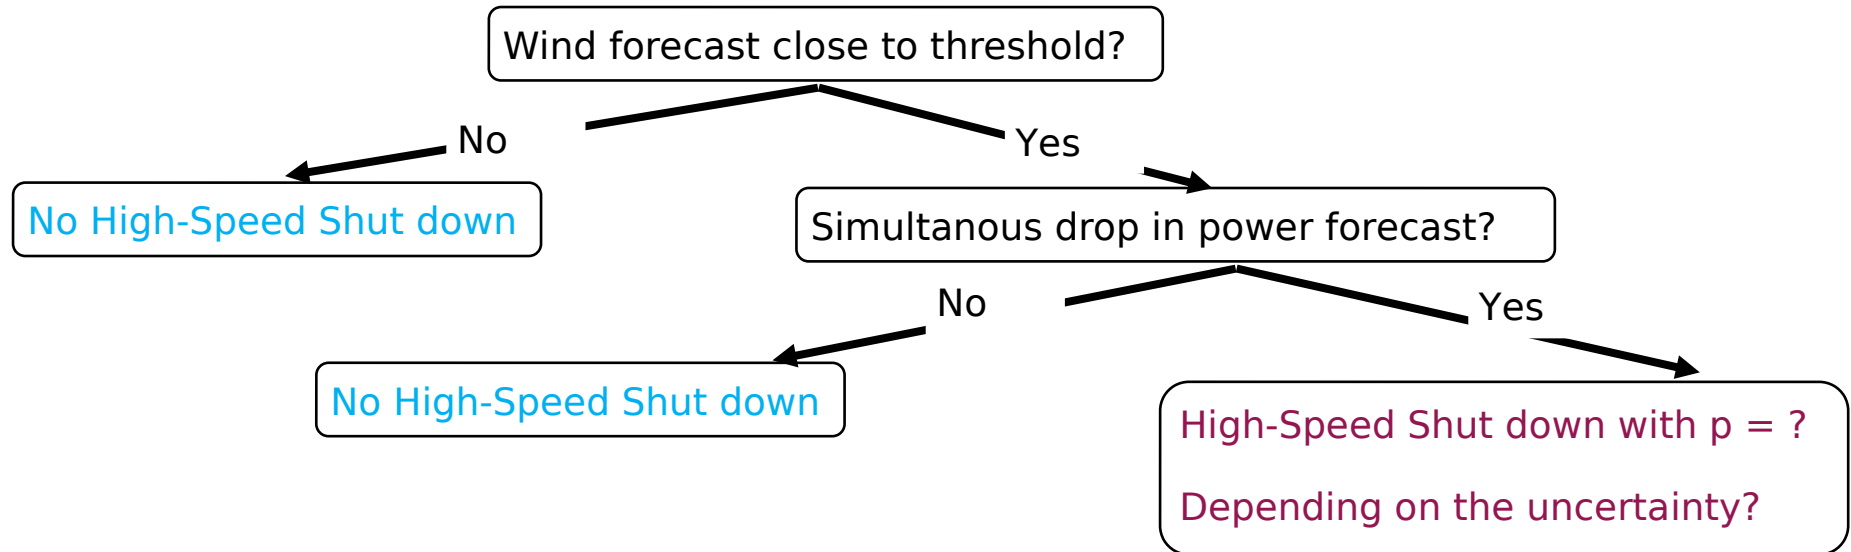 Wind forecast close to threshold?
No
Yes
No High-Speed Shut down
Simultanous drop in power forecast?
No
Yes
No High-Speed Shut down
High-Speed Shut down with p = ?
Depending on the uncertainty?